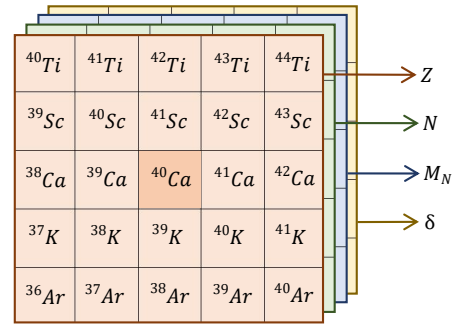 ⁴⁰Ti ⁴¹Ti ⁴²Ti ⁴³Ti ⁴⁴Ti
Z
³⁹Sc ⁴⁰Sc ⁴¹Sc ⁴²Sc ⁴³Sc
N
³⁸Ca ³⁹Ca ⁴⁰Ca ⁴¹Ca ⁴²Ca
M_N
³⁷K ³⁸K ³⁹K ⁴⁰K ⁴¹K
δ
³⁶Ar ³⁷Ar ³⁸Ar ³⁹Ar ⁴⁰Ar